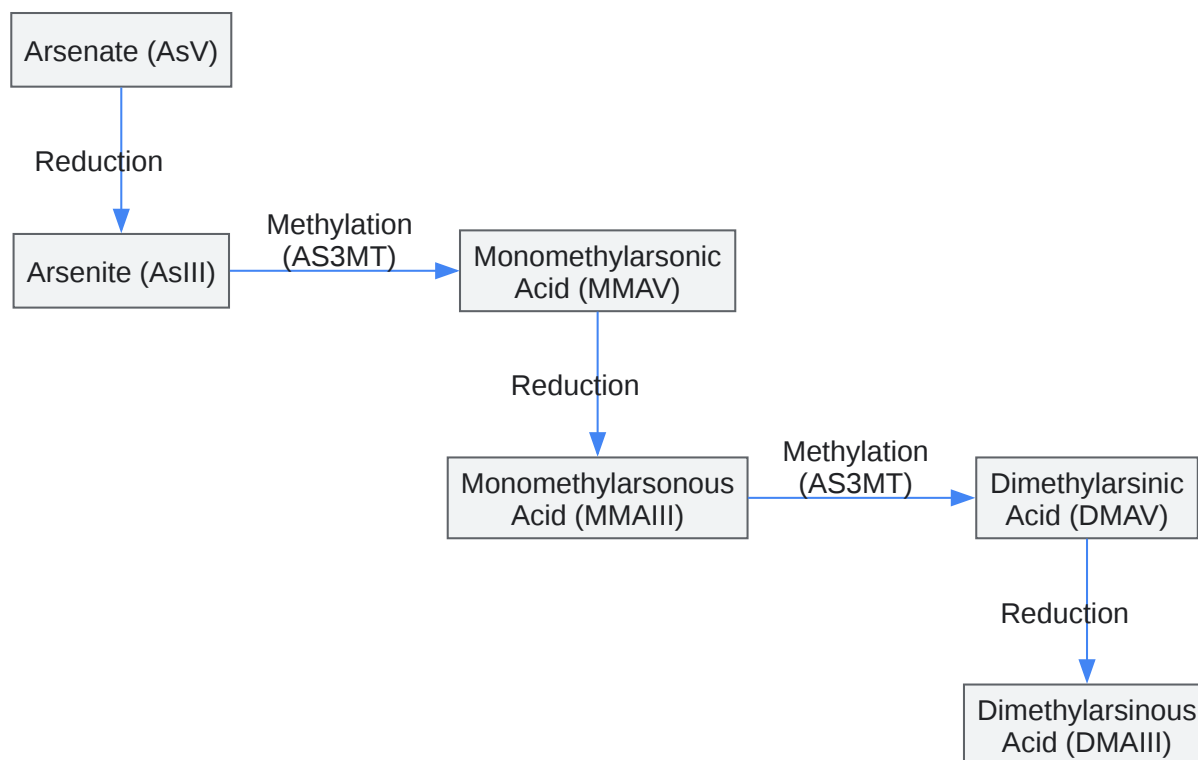 Arsenate (AsV)
Reduction
Arsenite (AsIII)
Methylation
(AS3MT)
Monomethylarsonic
Acid (MMAV)
Reduction
Monomethylarsonous
Acid (MMAIII)
Methylation
(AS3MT)
Dimethylarsinic
Acid (DMAV)
Reduction
Dimethylarsinous
Acid (DMAIII)